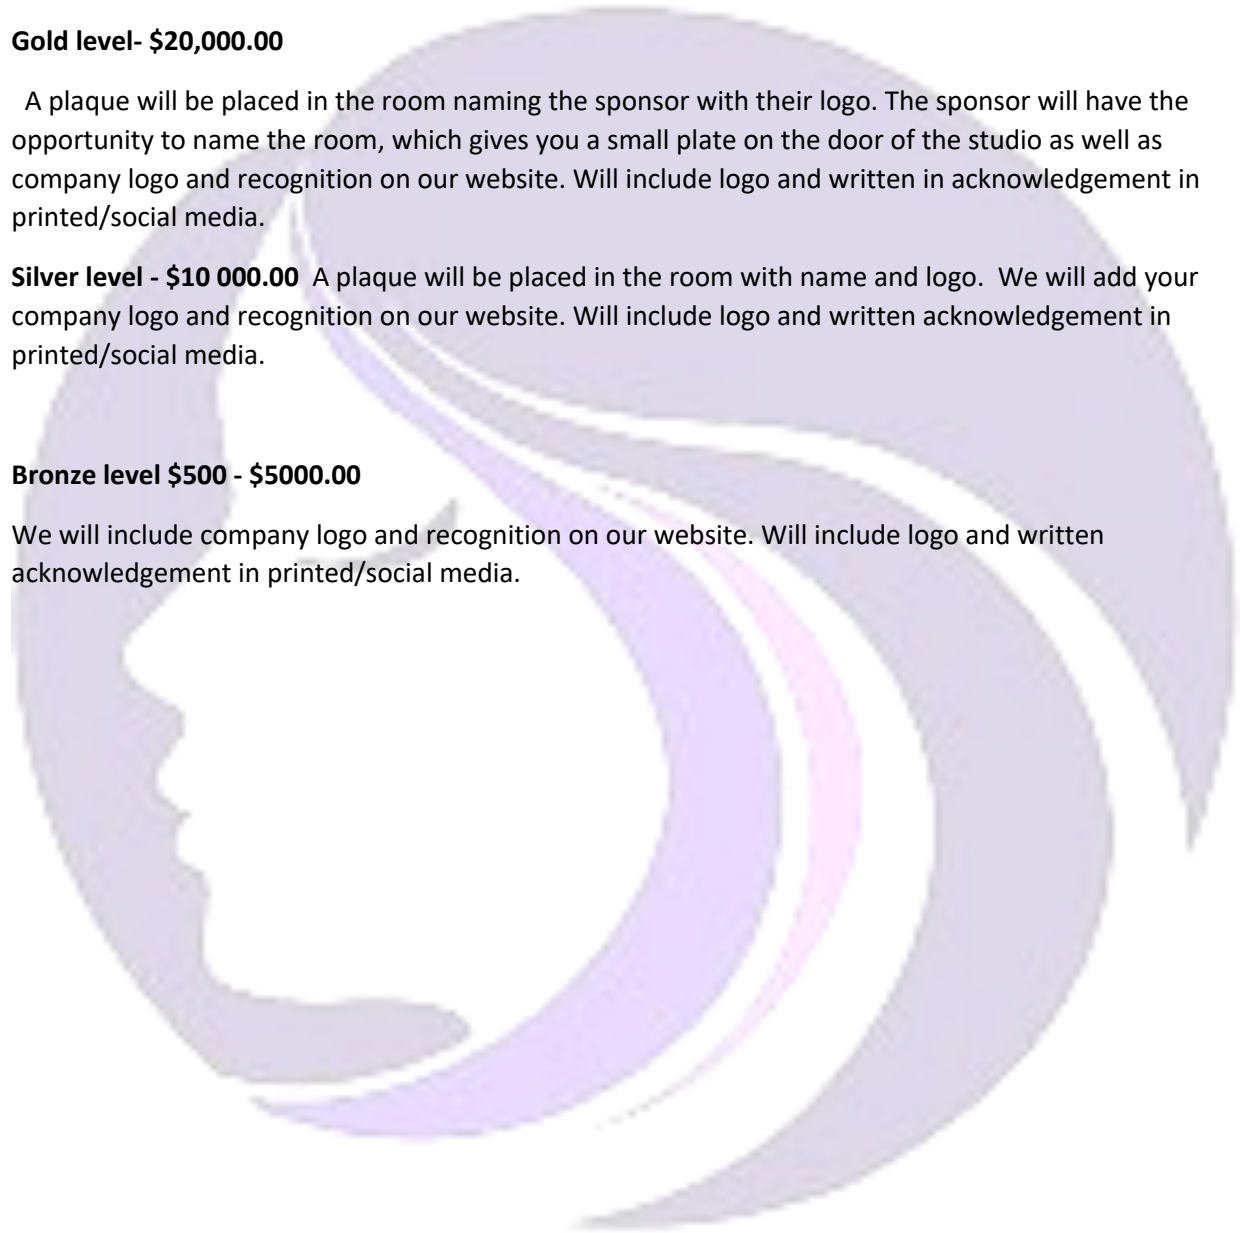 Gold level- $20,000.00
A plaque will be placed in the room naming the sponsor with their logo. The sponsor will have the
opportunity to name the room, which gives you a small plate on the door of the studio as well as
company logo and recognition on our website. Will include logo and written in acknowledgement in
printed/social media.
Silver level - $10 000.00  A plaque will be placed in the room with name and logo.  We will add your
company logo and recognition on our website. Will include logo and written acknowledgement in
printed/social media.
Bronze level $500 - $5000.00
We will include company logo and recognition on our website. Will include logo and written
acknowledgement in printed/social media.